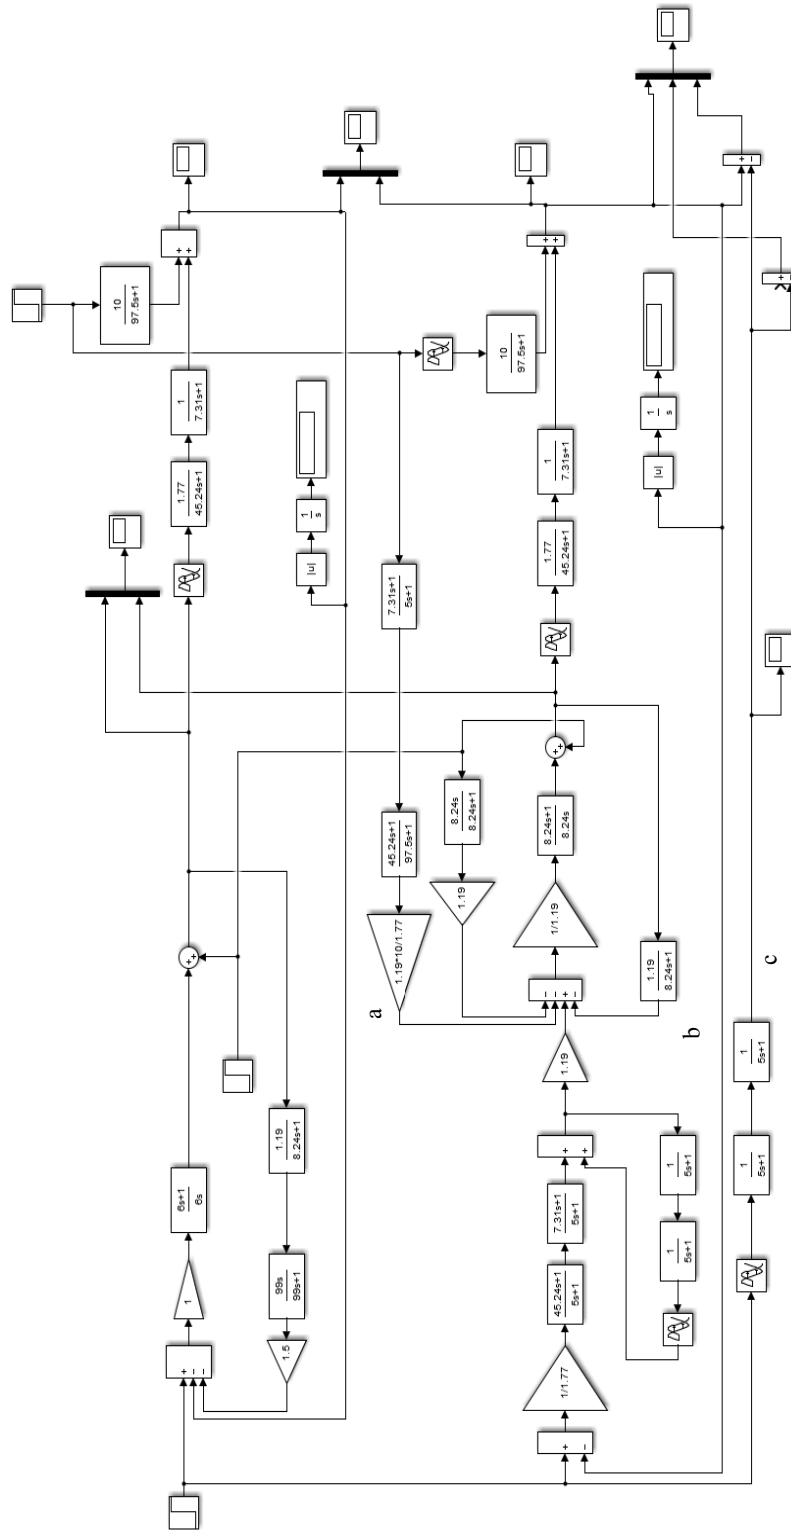 10
97.5s+1
+
-
-
1
6s+1
6s
+
+
1.77
45.24s+1
1
7.31s+1
+
+
1.5
99s
99s+1
1.19
8.24s+1
|u|
1
s
a
1.19*10/1.77
45.24s+1
97.5s+1
7.31s+1
5s+1
1.19
8.24s
8.24s+1
10
97.5s+1
+
-
1/1.77
45.24s+1
5s+1
7.31s+1
5s+1
+
+
1.19
-
-
+
-
1/1.19
8.24s+1
8.24s
+
+
1.77
45.24s+1
1
7.31s+1
+
+
1
5s+1
1
5s+1
1.19
8.24s+1
b
|u|
1
s
1
5s+1
1
5s+1
c
+
-
+